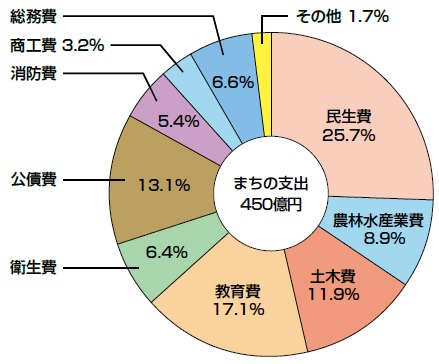 総務費
その他 1.7%
商工費 3.2%
消防費
6.6%
5.4%
民生費
25.7%
公債費
13.1%
まちの支出
450億円
農林水産業費
8.9%
衛生費
6.4%
土木費
11.9%
教育費
17.1%